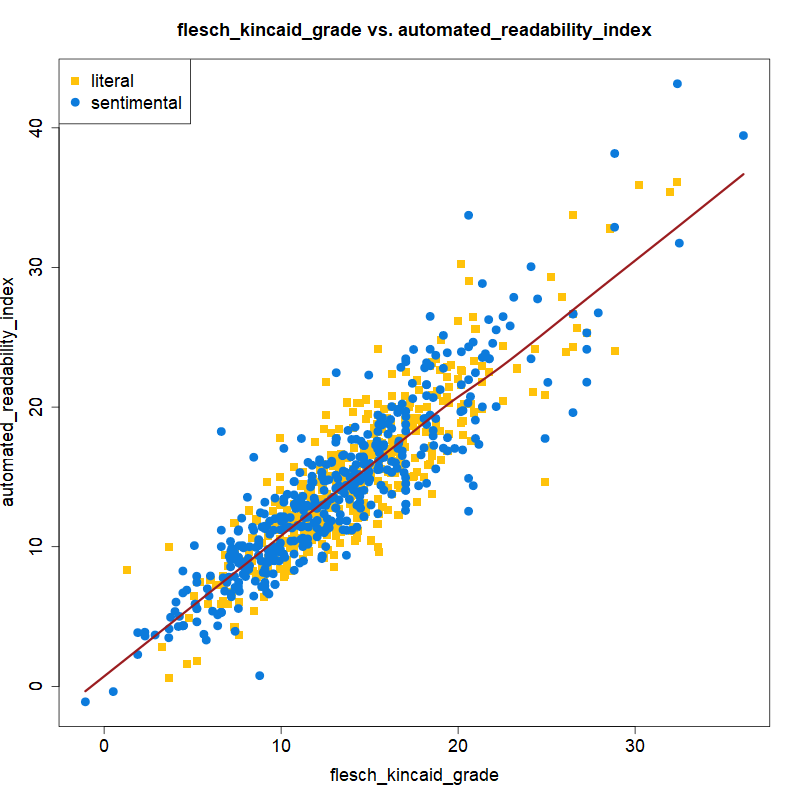 flesch_kincaid_grade vs. automated_readability_index
literal
sentimental
automated_readability_index
40
30
20
10
0
0 10 20 30
flesch_kincaid_grade